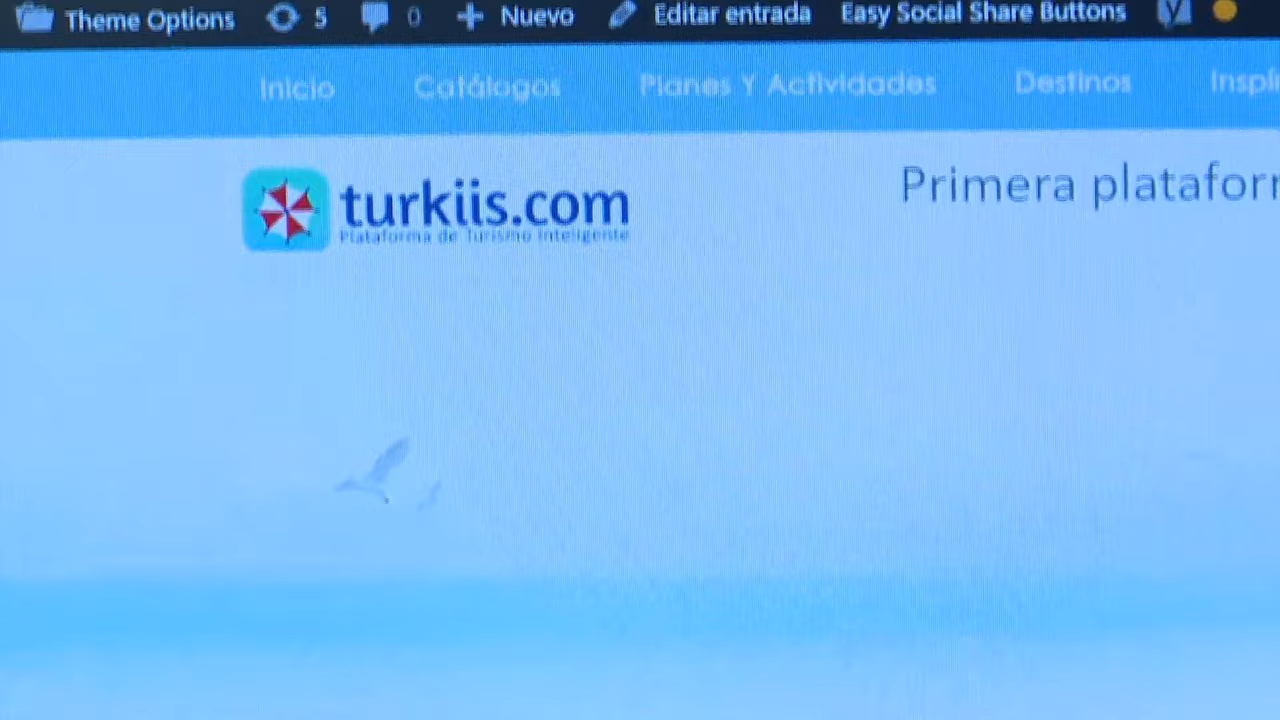 Theme Options 5 0 Nuevo Editar entrada Easy Social Share Buttons
Inicio Catálogos Planes Y Actividades Destinos
turkiis.com
Plataforma de Turismo Inteligente
Primera